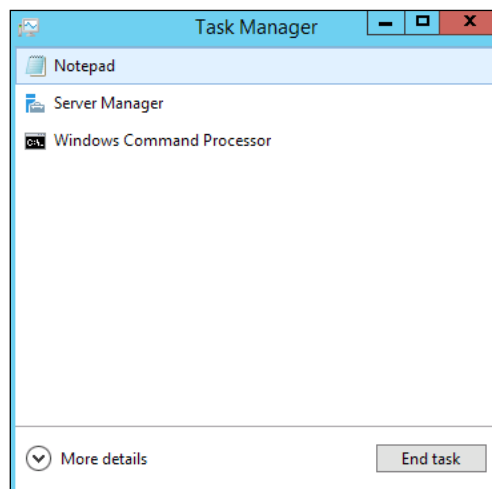 Task Manager
Notepad
Server Manager
Windows Command Processor
More details
End task